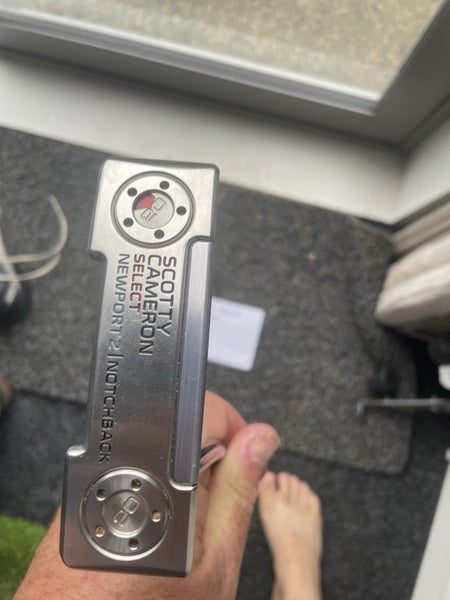 SCOTTY
CAMERON
SELECT
NEWPORT 2 | NOTCHBACK